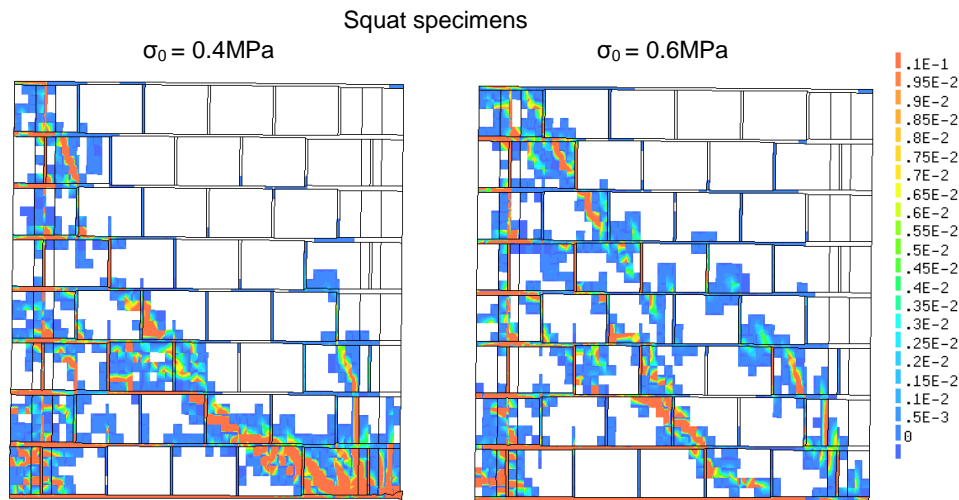 Squat specimens
σ0 = 0.4MPa
σ0 = 0.6MPa
.1E-1
.95E-2
.9E-2
.85E-2
.8E-2
.75E-2
.7E-2
.65E-2
.6E-2
.55E-2
.5E-2
.45E-2
.4E-2
.35E-2
.3E-2
.25E-2
.2E-2
.15E-2
.1E-2
.5E-3
0